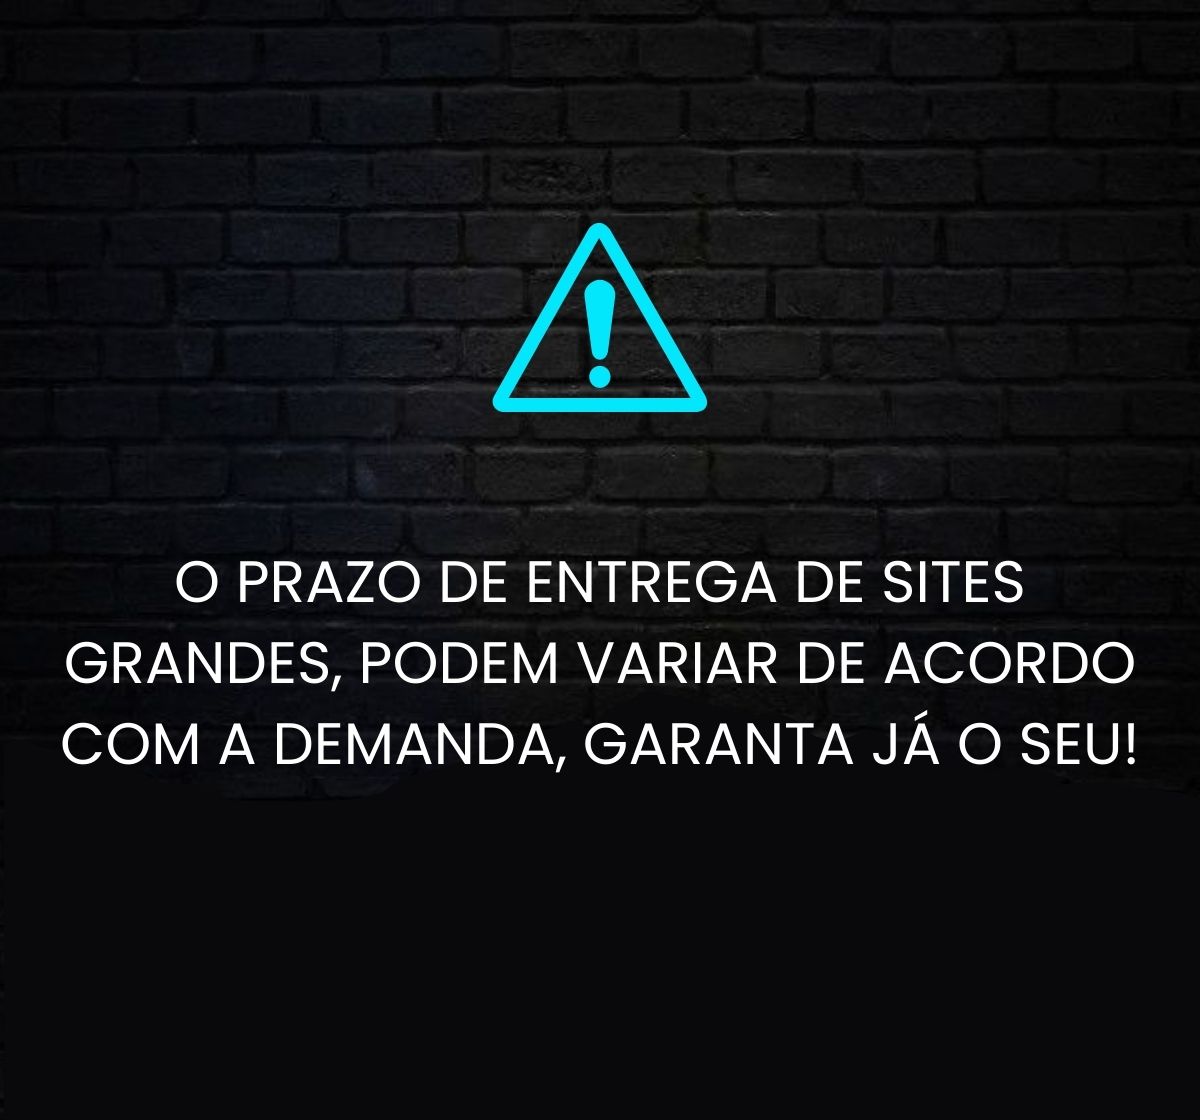 O PRAZO DE ENTREGA DE SITES
GRANDES, PODEM VARIAR DE ACORDO
COM A DEMANDA, GARANTA JÁ O SEU!